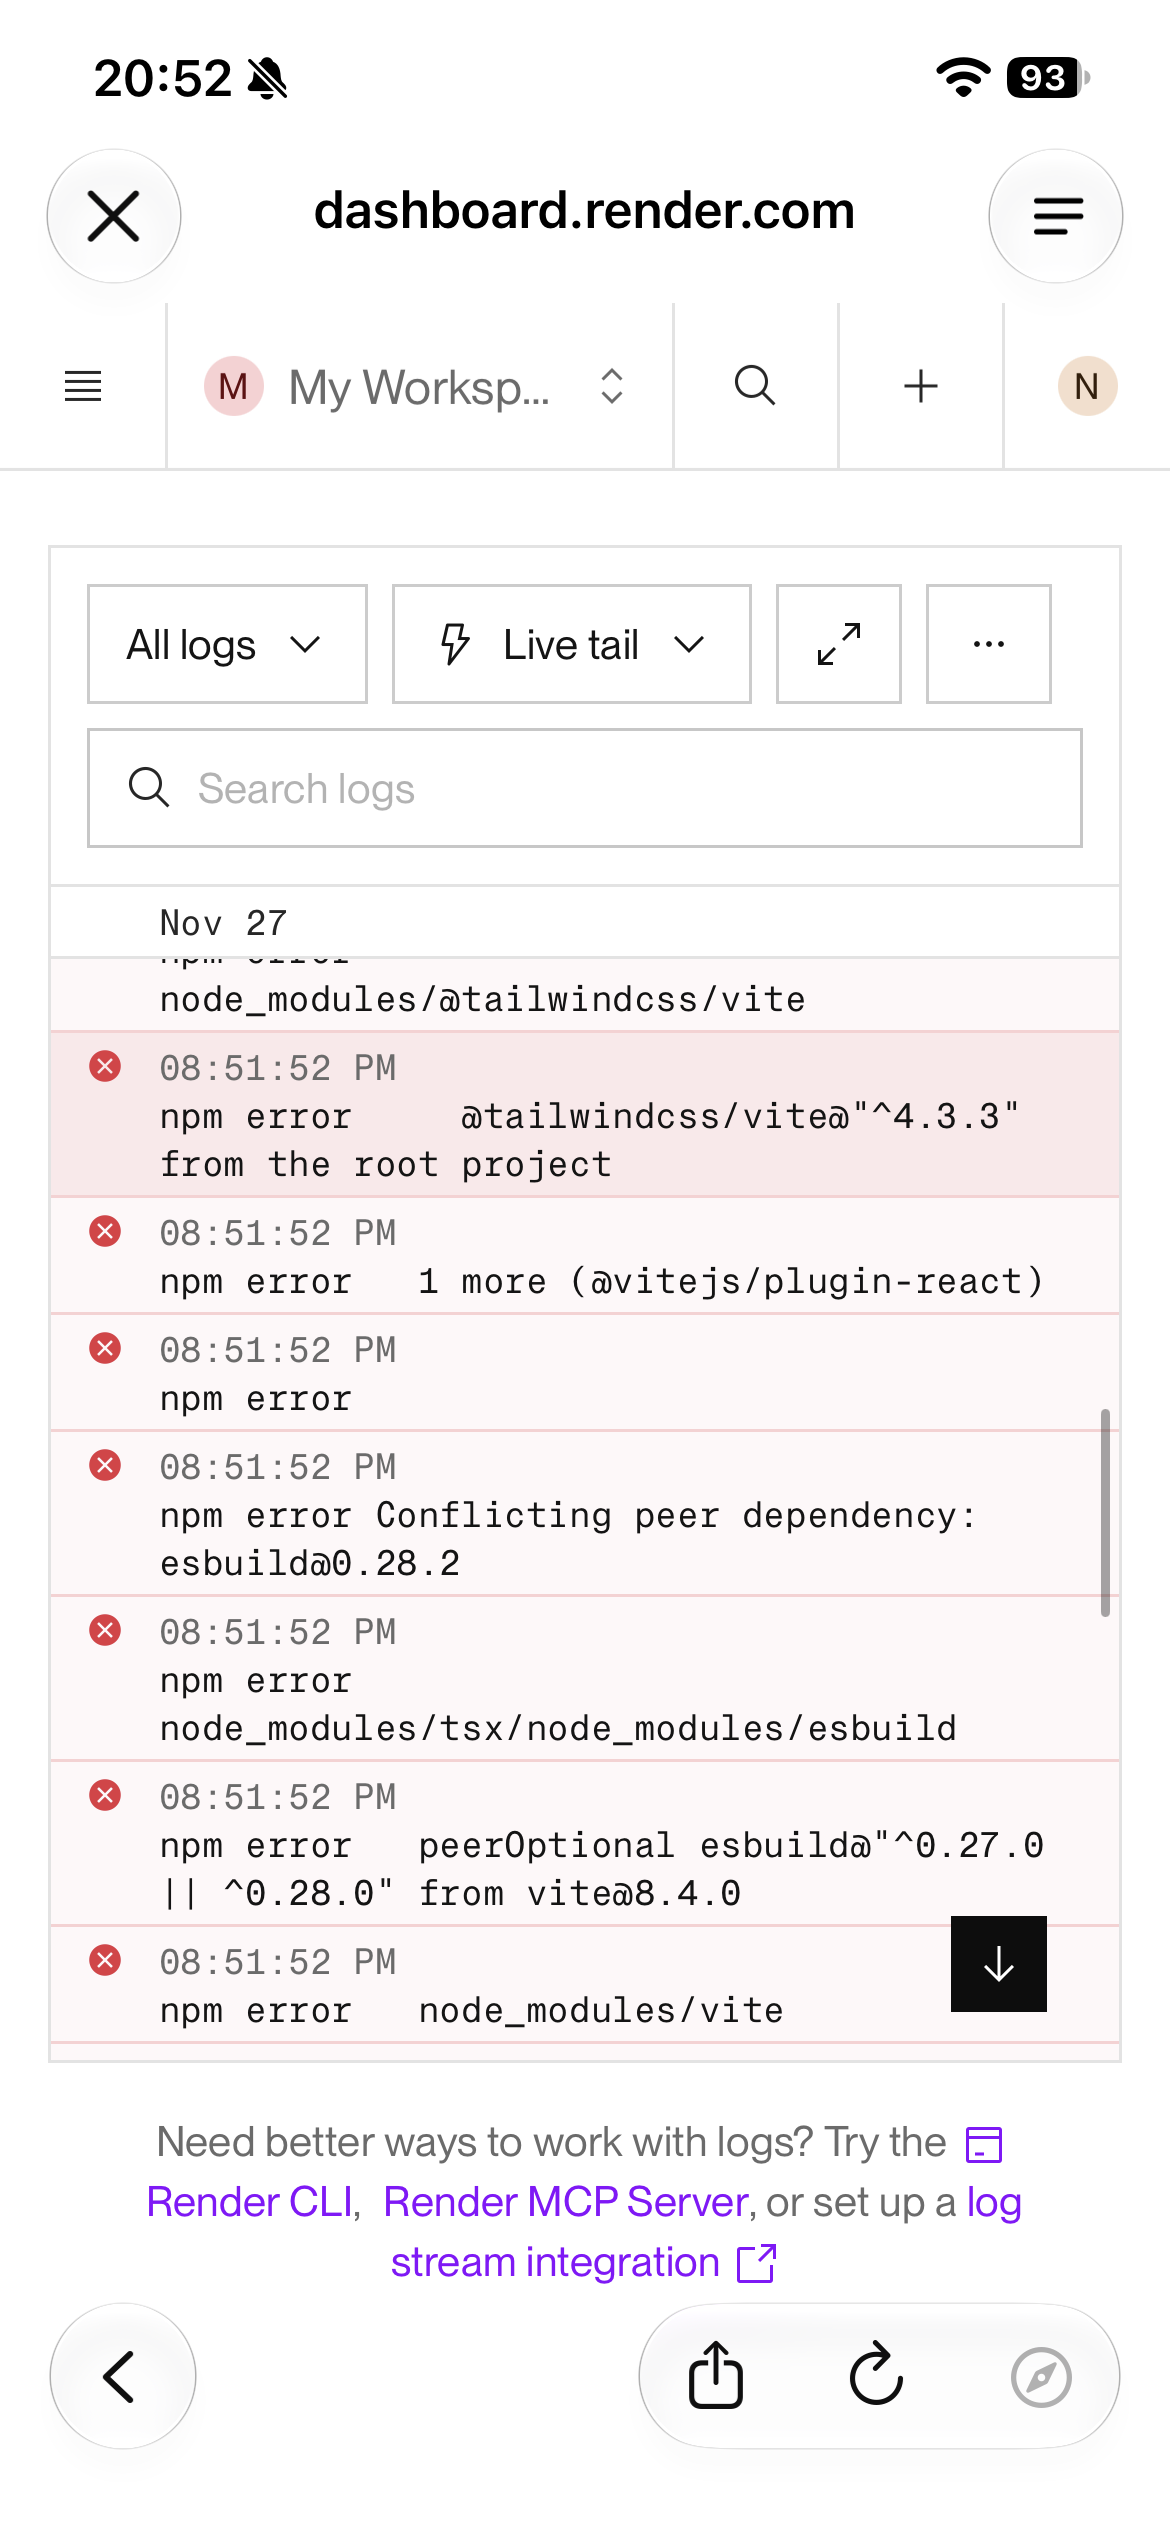 20:52
93
dashboard.render.com
M My Worksp... N
All logs Live tail ...
Search logs
Nov 27
npm error
node_modules/@tailwindcss/vite
08:51:52 PM
npm error     @tailwindcss/vite@"^4.3.3"
from the root project
08:51:52 PM
npm error   1 more (@vitejs/plugin-react)
08:51:52 PM
npm error
08:51:52 PM
npm error Conflicting peer dependency:
esbuild@0.28.2
08:51:52 PM
npm error
node_modules/tsx/node_modules/esbuild
08:51:52 PM
npm error   peerOptional esbuild@"^0.27.0
|| ^0.28.0" from vite@8.4.0
08:51:52 PM
npm error   node_modules/vite
Need better ways to work with logs? Try the
Render CLI, Render MCP Server, or set up a log
stream integration